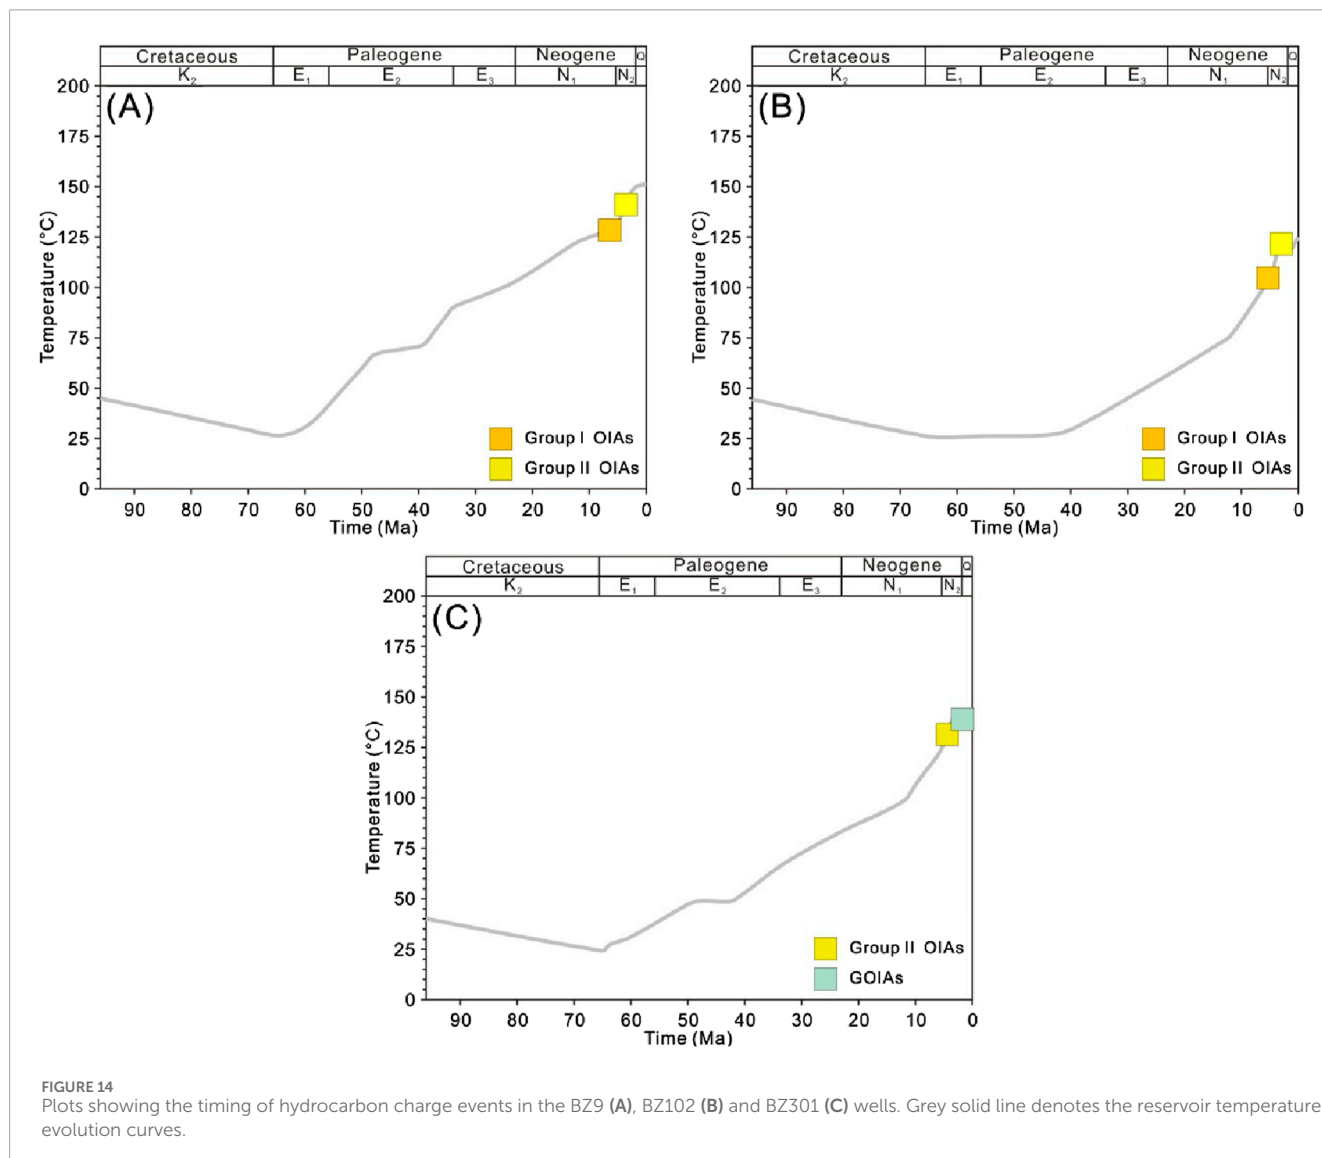 Cretaceous Paleogene Neogene Q
K₂ E₁ E₂ E₃ N₁ N₂
(A)
200
175
150
125
100
75
50
25
0
Temperature (°C)
Group I OIAs
Group II OIAs
90 80 70 60 50 40 30 20 10 0
Time (Ma)
Cretaceous Paleogene Neogene Q
K₂ E₁ E₂ E₃ N₁ N₂
(B)
200
175
150
125
100
75
50
25
0
Temperature (°C)
Group I OIAs
Group II OIAs
90 80 70 60 50 40 30 20 10 0
Time (Ma)
Cretaceous Paleogene Neogene Q
K₂ E₁ E₂ E₃ N₁ N₂
(C)
200
175
150
125
100
75
50
25
0
Temperature (°C)
Group II OIAs
GOIAs
90 80 70 60 50 40 30 20 10 0
Time (Ma)
FIGURE 14
Plots showing the timing of hydrocarbon charge events in the BZ9 (A), BZ102 (B) and BZ301 (C) wells. Grey solid line denotes the reservoir temperature
evolution curves.